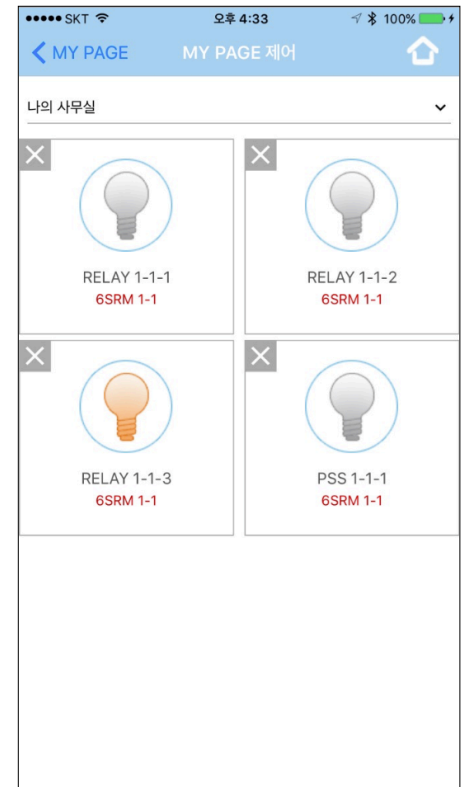 SKT 오후 4:33 100%
MY PAGE MY PAGE 제어
나의 사무실
RELAY 1-1-1
6SRM 1-1
RELAY 1-1-2
6SRM 1-1
RELAY 1-1-3
6SRM 1-1
PSS 1-1-1
6SRM 1-1